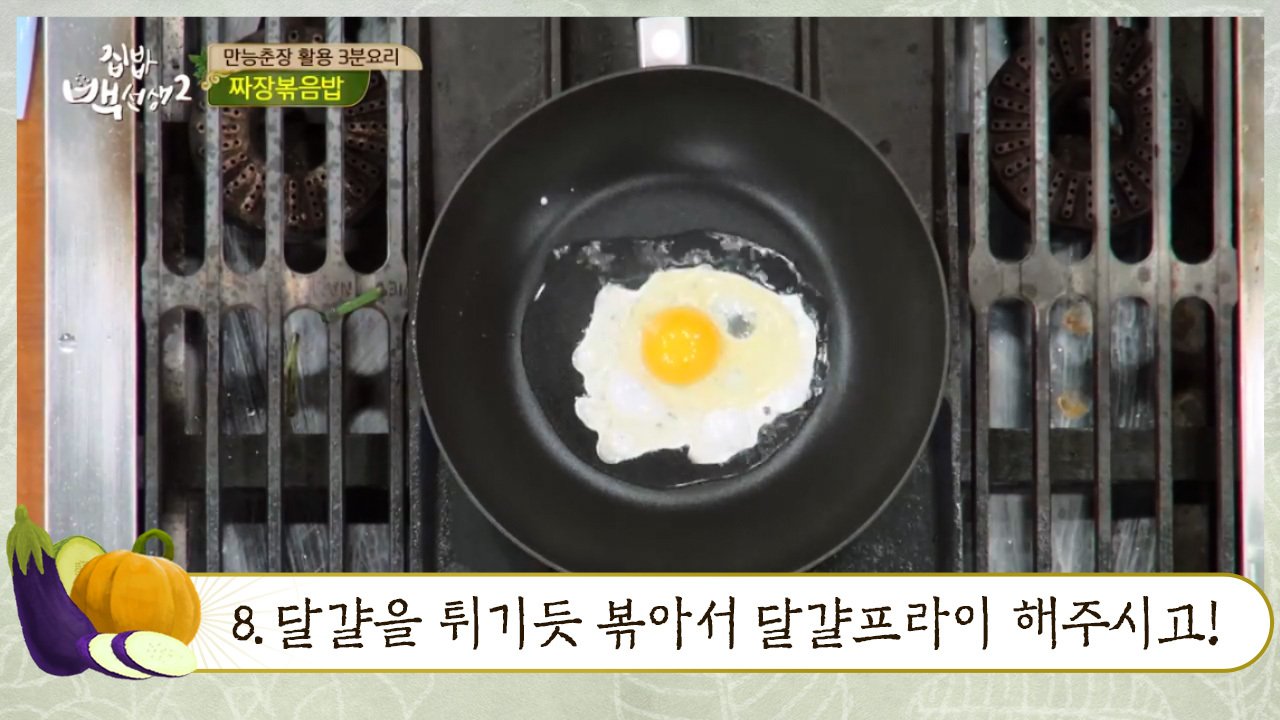 집밥
백선생2
만능춘장 활용 3분요리
짜장볶음밥
8. 달걀을 튀기듯 볶아서 달걀프라이 해주시고!